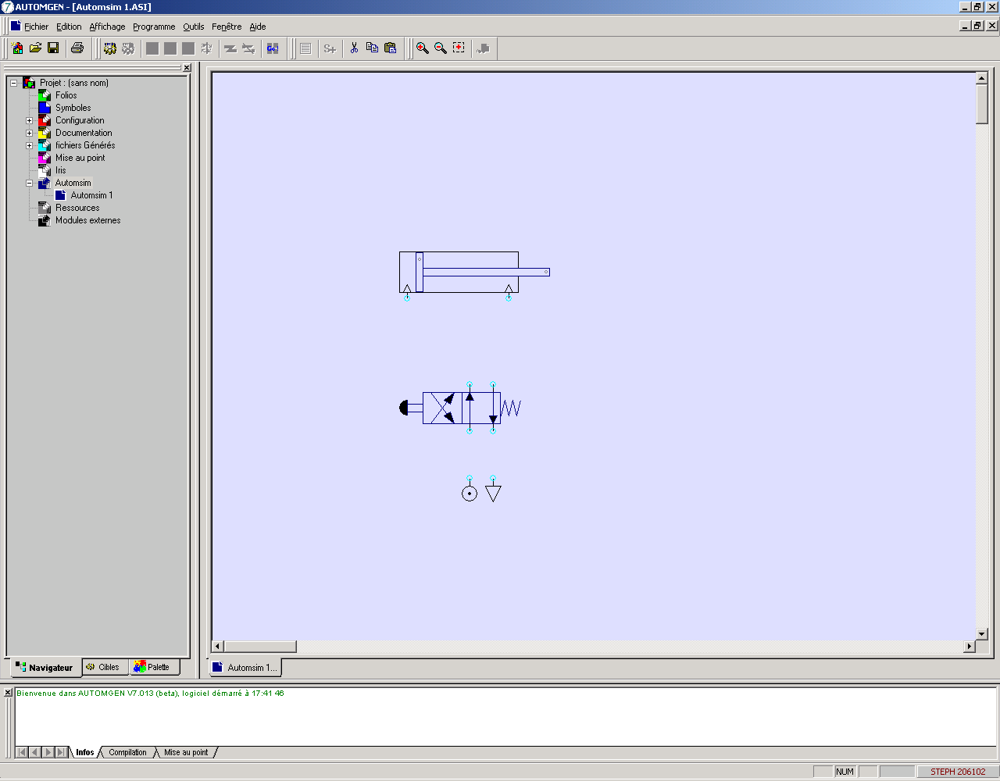 AUTOMGEN - [Automsim 1.ASI]
Fichier Edition Affichage Programme Outils Fenêtre Aide
Projet : (sans nom)
Folios
Symboles
Configuration
Documentation
fichiers Générés
Mise au point
Iris
Automsim
Automsim 1
Ressources
Modules externes
Navigateur Cibles Palette
Automsim 1...
Bienvenue dans AUTOMGEN V7.013 (beta), logiciel démarré à 17:41 46
Infos Compilation Mise au point
NUM STEPH 206102